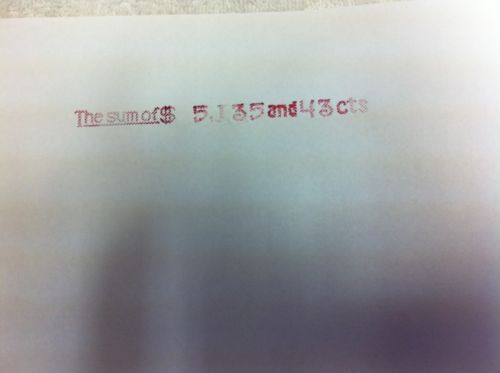 The sum of $ 5,135 and 43 cts